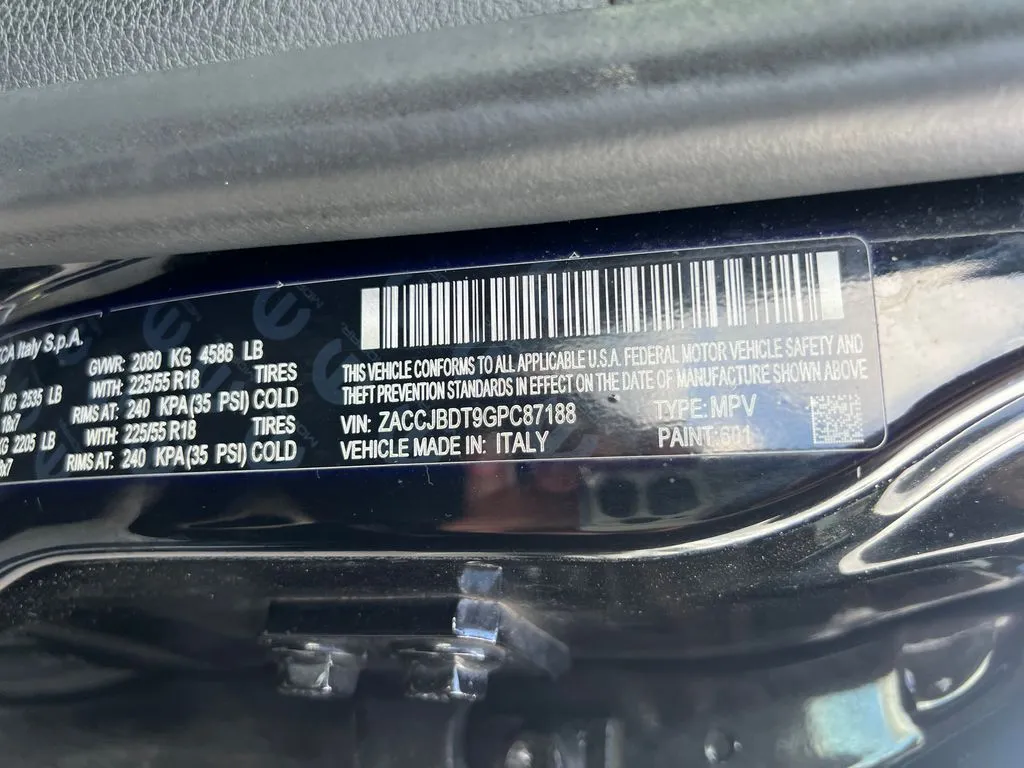 FCA Italy S.p.A.
GVWR: 2080 KG 4586 LB
KG 2535 LB WITH: 225/55 R18 TIRES
18x7 RIMS AT: 240 KPA(35 PSI) COLD
KG 2205 LB WITH: 225/55 R18 TIRES
RIMS AT: 240 KPA(35 PSI) COLD
THIS VEHICLE CONFORMS TO ALL APPLICABLE U.S.A. FEDERAL MOTOR VEHICLE SAFETY AND
THEFT PREVENTION STANDARDS IN EFFECT ON THE DATE OF MANUFACTURE SHOWN ABOVE
VIN: ZACCJBDT9GPC87188 TYPE: MPV
VEHICLE MADE IN: ITALY PAINT: 601